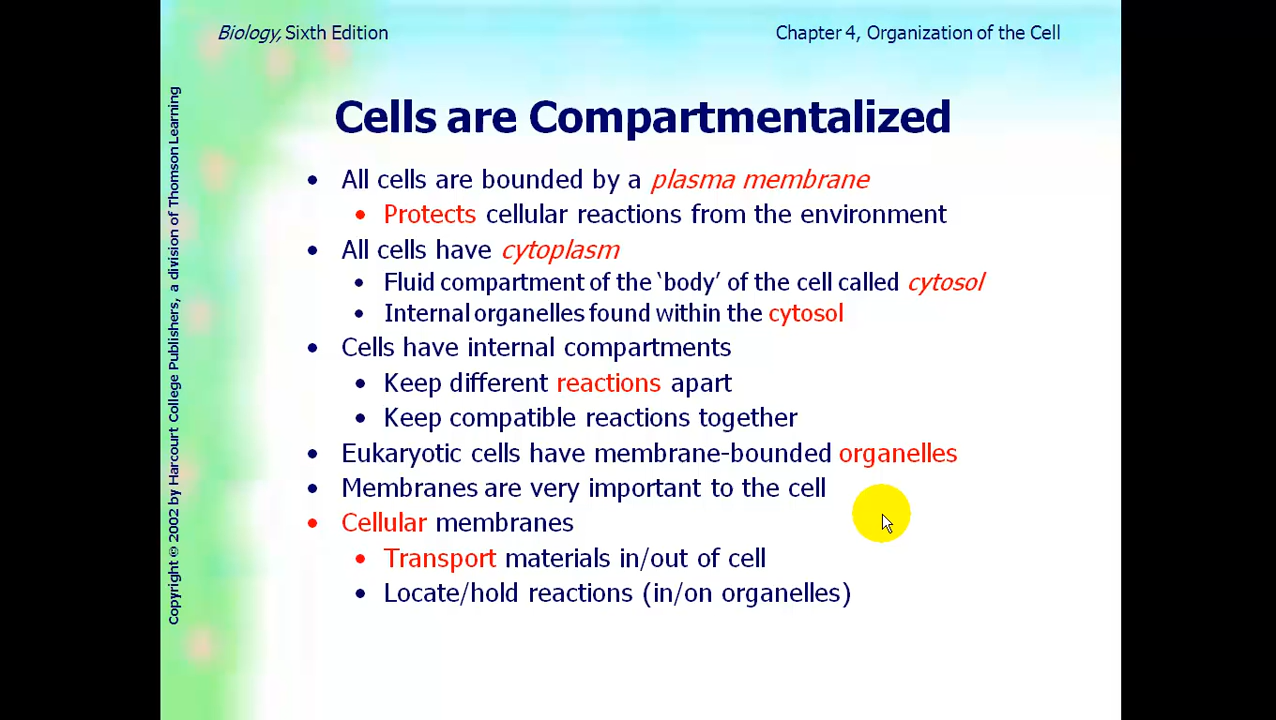 Biology, Sixth Edition
Chapter 4, Organization of the Cell
Copyright © 2002 by Harcourt College Publishers, a division of Thomson Learning
Cells are Compartmentalized
• All cells are bounded by a plasma membrane
• Protects cellular reactions from the environment
• All cells have cytoplasm
• Fluid compartment of the ‘body’ of the cell called cytosol
• Internal organelles found within the cytosol
• Cells have internal compartments
• Keep different reactions apart
• Keep compatible reactions together
• Eukaryotic cells have membrane-bounded organelles
• Membranes are very important to the cell
• Cellular membranes
• Transport materials in/out of cell
• Locate/hold reactions (in/on organelles)